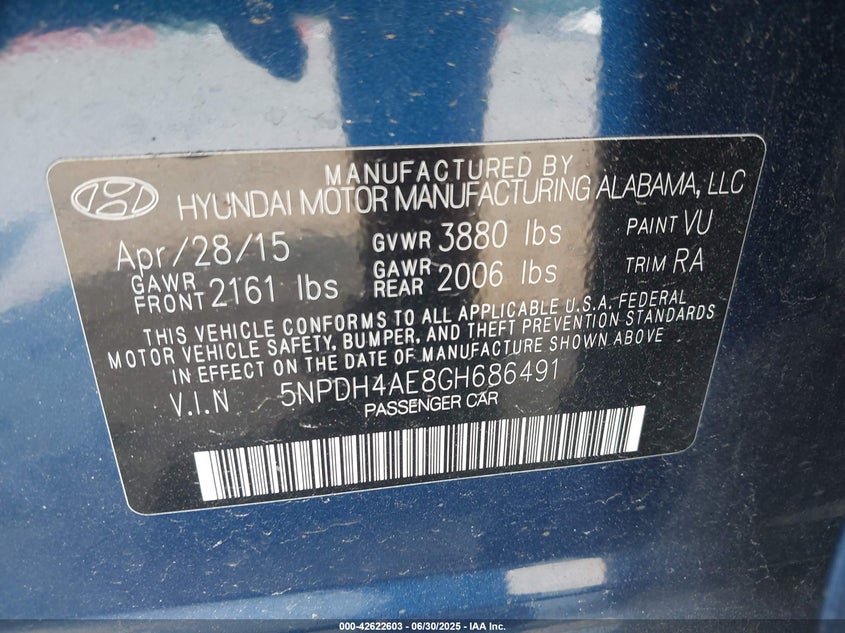 MANUFACTURED BY
HYUNDAI MOTOR MANUFACTURING ALABAMA, LLC
Apr/28/15 GVWR 3880 lbs PAINT VU
GAWR FRONT 2161 lbs GAWR REAR 2006 lbs TRIM RA
THIS VEHICLE CONFORMS TO ALL APPLICABLE U.S.A. FEDERAL
MOTOR VEHICLE SAFETY, BUMPER, AND THEFT PREVENTION STANDARDS
IN EFFECT ON THE DATE OF MANUFACTURE SHOWN ABOVE
V.I.N 5NPDH4AE8GH686491
PASSENGER CAR
000-42622603 - 06/30/2025 - IAA Inc.